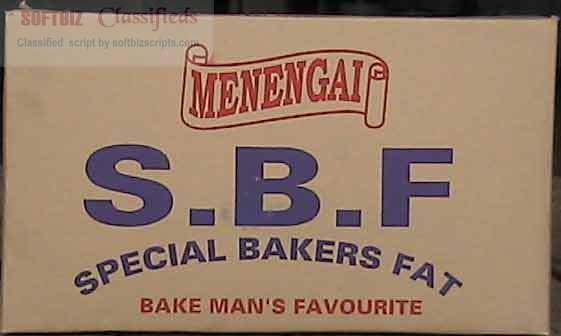 SOFTBIZ Classifieds
Classified script by softbizscripts.com
MENENGAI
S.B.F
SPECIAL BAKERS FAT
BAKE MAN'S FAVOURITE